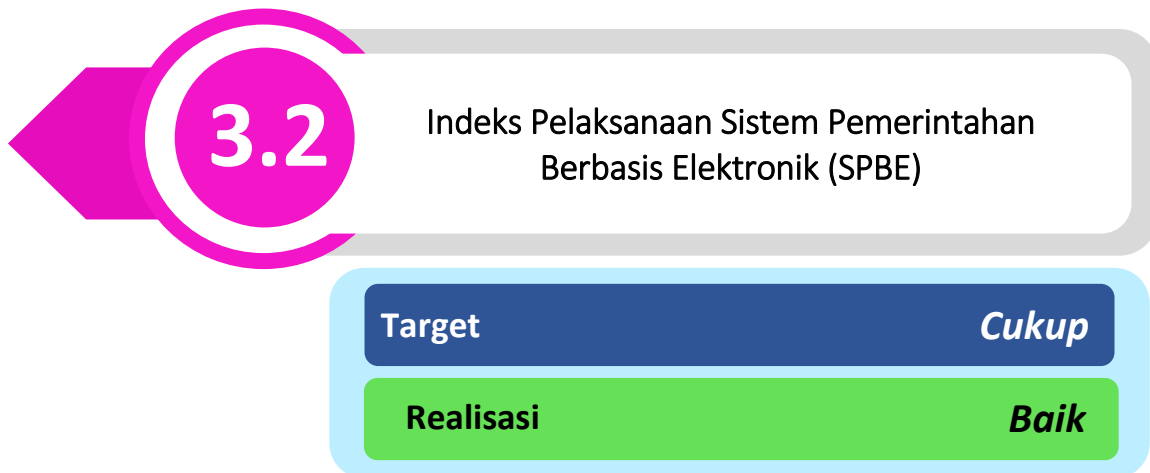 3.2
Indeks Pelaksanaan Sistem Pemerintahan
Berbasis Elektronik (SPBE)
Target Cukup
Realisasi Baik